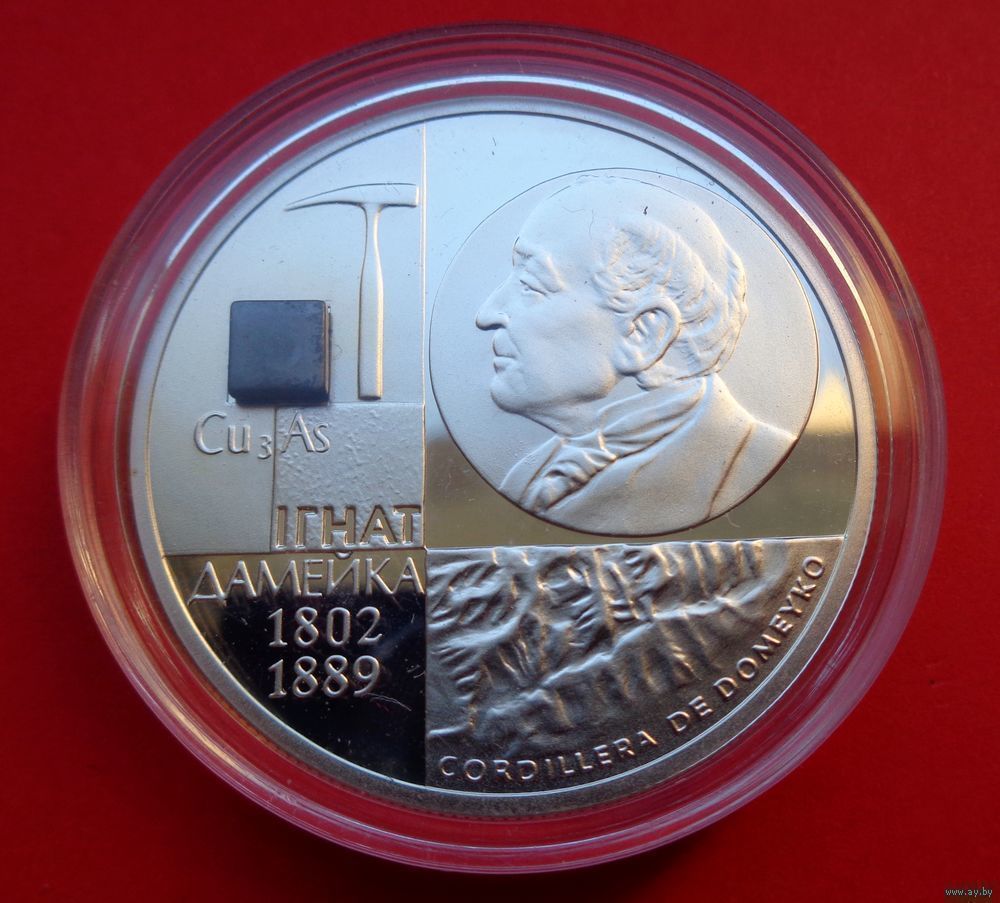 Cu₃As
ІГНАТ
ДАМЕЙКА
1802
1889
CORDILLERA DE DOMEYKO
www.ay.by